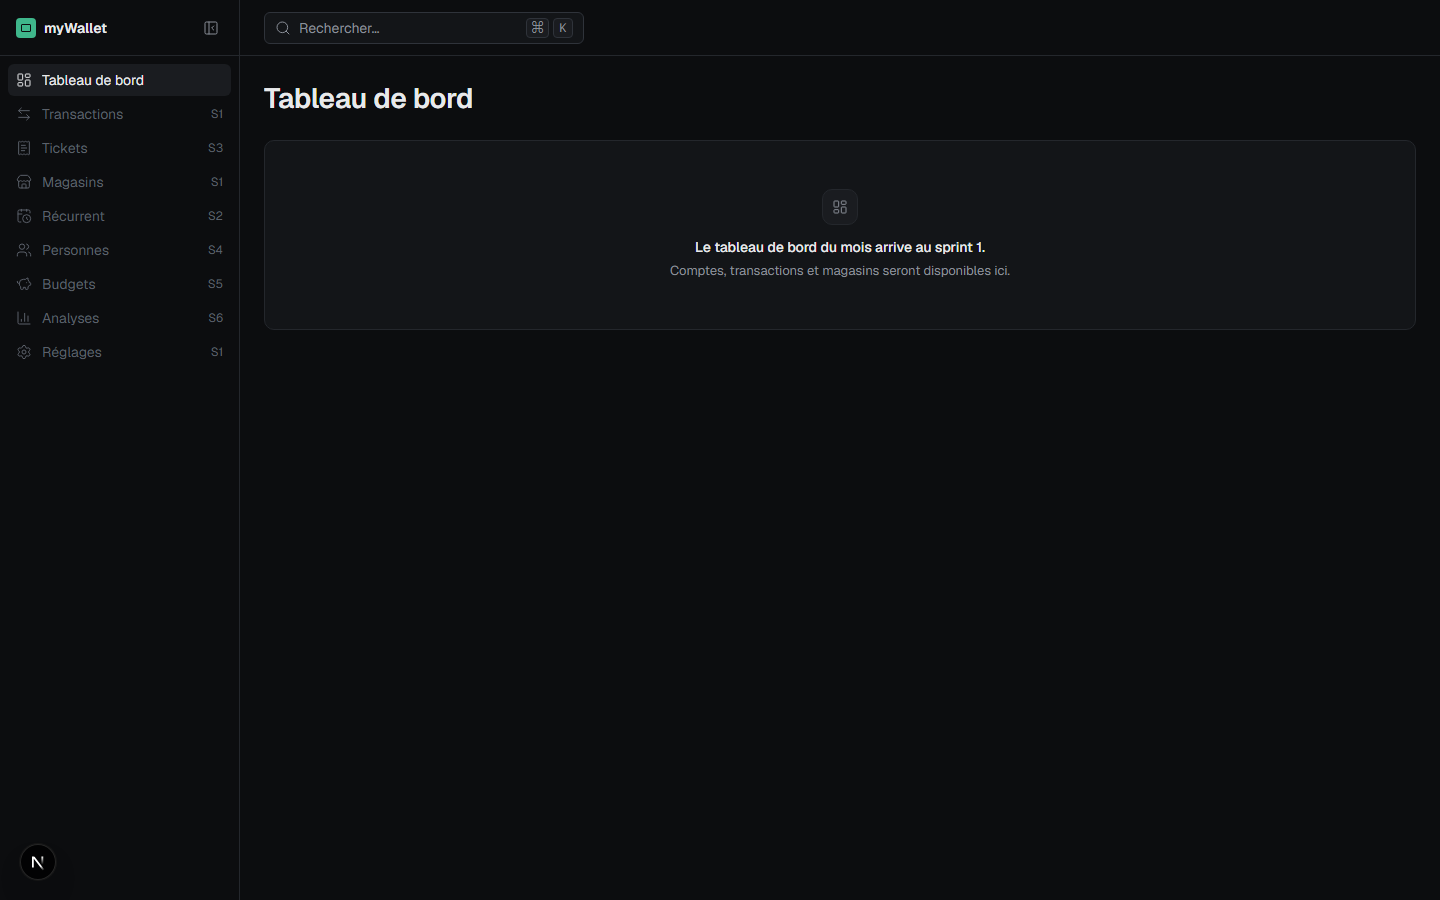 myWallet
Rechercher... ⌘ K
Tableau de bord
Transactions S1
Tickets S3
Magasins S1
Récurrent S2
Personnes S4
Budgets S5
Analyses S6
Réglages S1
Tableau de bord
Le tableau de bord du mois arrive au sprint 1.
Comptes, transactions et magasins seront disponibles ici.
N